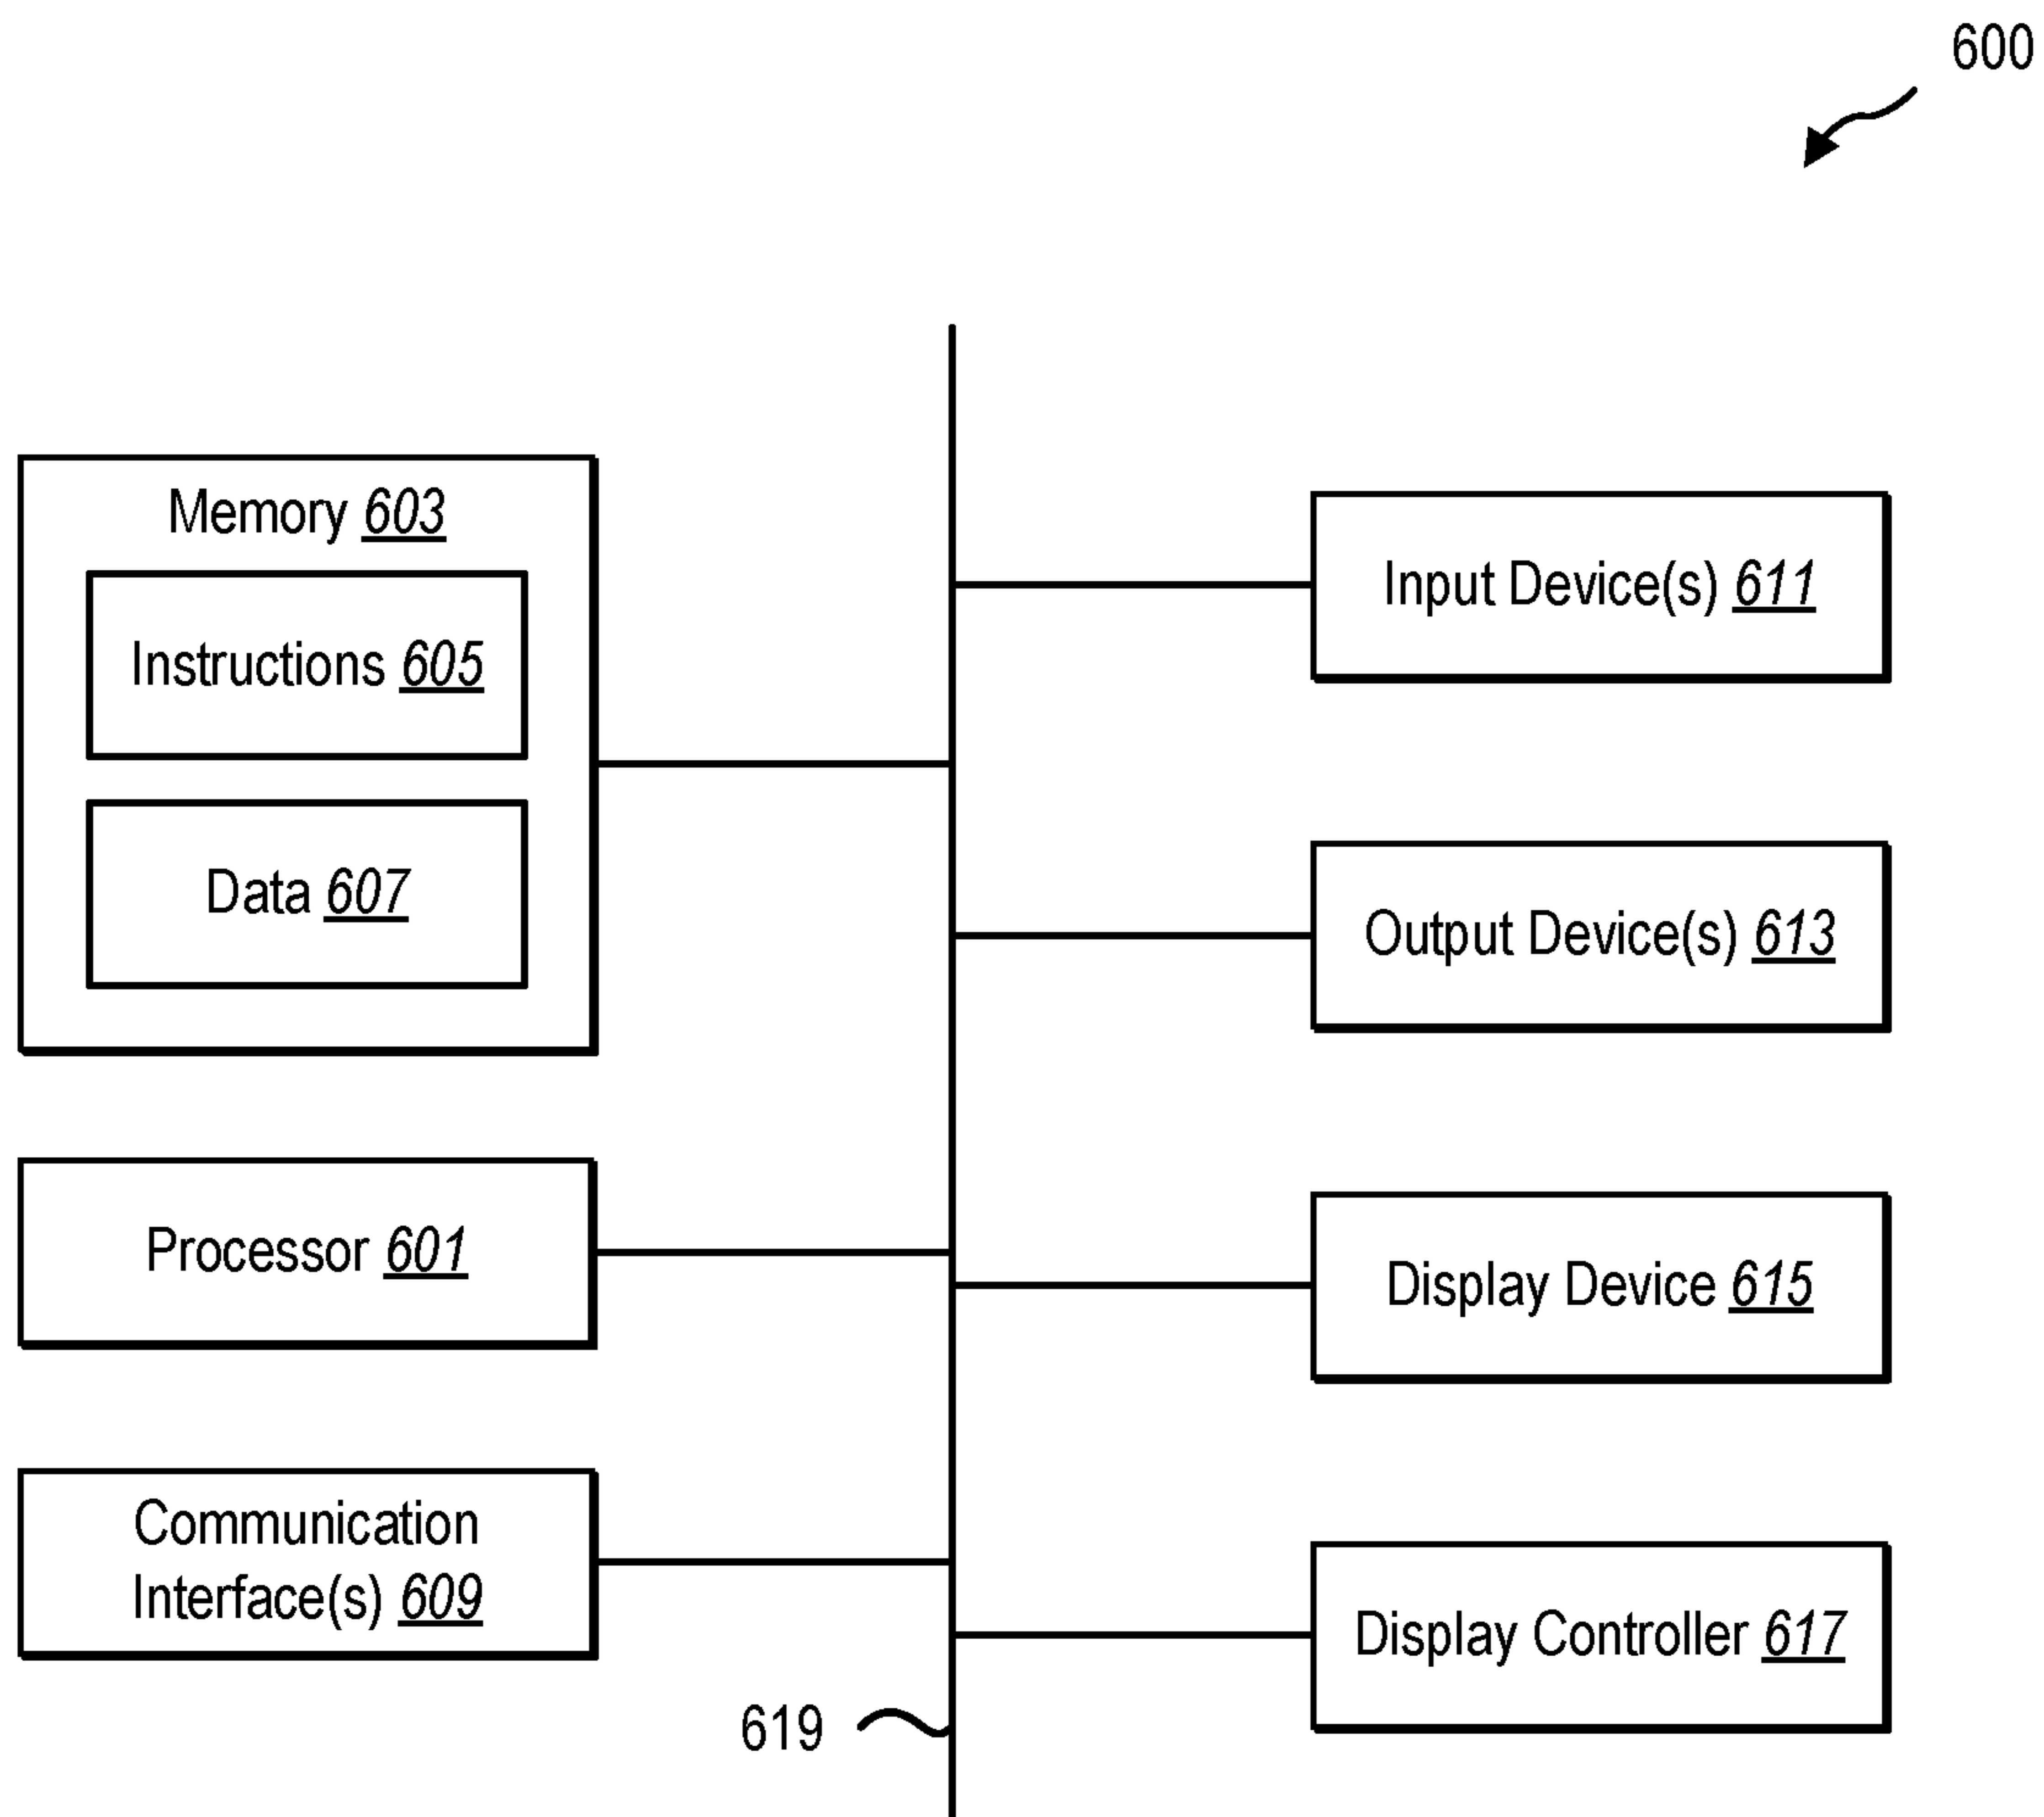 600
Memory 603
Instructions 605
Data 607
Processor 601
Communication
Interface(s) 609
Input Device(s) 611
Output Device(s) 613
Display Device 615
Display Controller 617
619